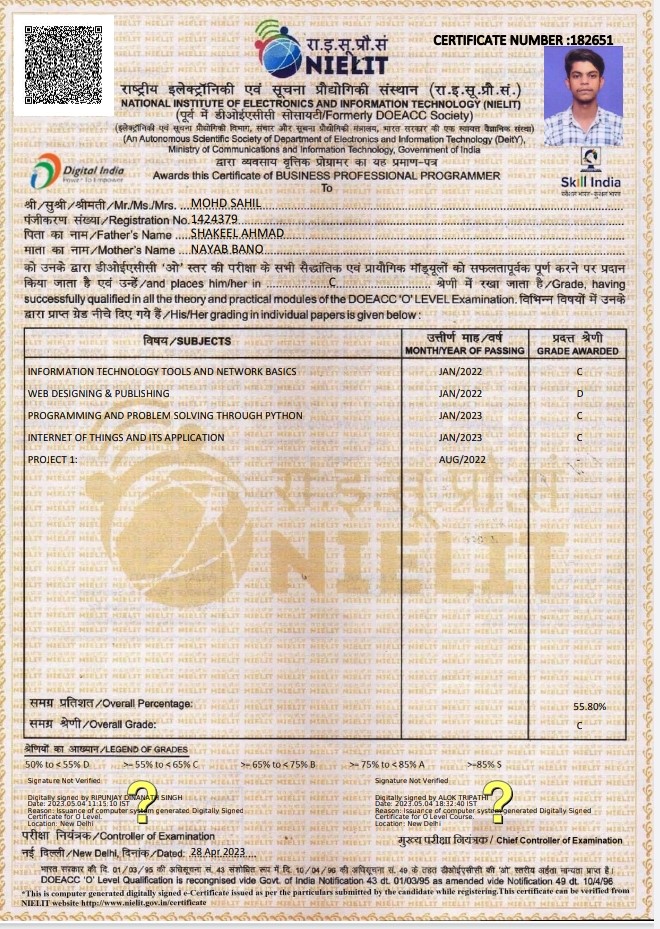 CERTIFICATE NUMBER :182651
रा.इ.सू.प्रौ.सं
NIELIT
राष्ट्रीय इलेक्ट्रॉनिकी एवं सूचना प्रौद्योगिकी संस्थान (रा.इ.सू.प्रौ.सं.)
NATIONAL INSTITUTE OF ELECTRONICS AND INFORMATION TECHNOLOGY (NIELIT)
(पूर्व में डीओईएसीसी सोसायटी/Formerly DOEACC Society)
(इलेक्ट्रॉनिकी एवं सूचना प्रौद्योगिकी विभाग, संचार और सूचना प्रौद्योगिकी मंत्रालय, भारत सरकार की एक स्वायत्त वैज्ञानिक संस्था)
(An Autonomous Scientific Society of Department of Electronics and Information Technology (DeitY),
Ministry of Communications and Information Technology, Government of India)
द्वारा व्यवसाय वृत्तिक प्रोग्रामर का यह प्रमाण-पत्र
Digital India
Power To Empower
Awards this Certificate of BUSINESS PROFESSIONAL PROGRAMMER
Skill India
कौशल भारत-कुशल भारत
To
श्री/सुश्री/श्रीमती/Mr./Ms./Mrs. MOHD SAHIL
पंजीकरण संख्या/Registration No. 1424379
पिता का नाम/Father's Name SHAKEEL AHMAD
माता का नाम/Mother's Name NAYAB BANO
को उनके द्वारा डीओईएसीसी 'ओ' स्तर की परीक्षा के सभी सैद्धांतिक एवं प्रायोगिक मॉड्यूलों को सफलतापूर्वक पूर्ण करने पर प्रदान
किया जाता है एवं उन्हें/and places him/her in C श्रेणी में रखा जाता है/Grade, having
successfully qualified in all the theory and practical modules of the DOEACC 'O' LEVEL Examination. विभिन्न विषयों में उनके
द्वारा प्राप्त ग्रेड नीचे दिए गये हैं/His/Her grading in individual papers is given below :
विषय/SUBJECTS उत्तीर्ण माह/वर्ष MONTH/YEAR OF PASSING प्रदत्त श्रेणी GRADE AWARDED
INFORMATION TECHNOLOGY TOOLS AND NETWORK BASICS JAN/2022 C
WEB DESIGNING & PUBLISHING JAN/2022 D
PROGRAMMING AND PROBLEM SOLVING THROUGH PYTHON JAN/2023 C
INTERNET OF THINGS AND ITS APPLICATION JAN/2023 C
PROJECT 1: AUG/2022 -
रा.इ.सू.प्रौ.सं
NIELIT
समग्र प्रतिशत/Overall Percentage: 55.80%
समग्र श्रेणी/Overall Grade: C
श्रेणियों का आख्यान/LEGEND OF GRADES
50% to < 55% D >= 55% to < 65% C >= 65% to < 75% B >= 75% to < 85% A >=85% S
Signature Not Verified
Digitally signed by RIPUNJAY DINANATH SINGH
Date: 2023.05.04 11:15:10 IST
Reason: Issuance of computer system generated Digitally Signed
Certificate for O Level.
Location: New Delhi
Signature Not Verified
Digitally signed by ALOK TRIPATHI
Date: 2023.05.04 18:32:40 IST
Reason: Issuance of computer system generated Digitally Signed
Certificate for O Level Course.
Location: New Delhi
परीक्षा नियंत्रक/Controller of Examination
मुख्य परीक्षा नियंत्रक / Chief Controller of Examination
नई दिल्ली/New Delhi, दिनांक/Dated: 28 Apr 2023
भारत सरकार की दि. 01/03/95 की अधिसूचना सं. 43 संशोधित रूप में दि. 10/04/96 की अधिसूचना सं. 49 के तहत डीओईएसीसी की 'ओ' स्तरीय अर्हता मान्यता प्राप्त है।
DOEACC 'O' Level Qualification is recongnised vide Govt. of India Notification 43 dt. 01/03/95 as amended vide Notification 49 dt. 10/4/96
*This is computer generated digitally signed e-Certificate issued as per the particulars submitted by the candidate while registering.This certificate can be verified from
NIELIT website http://www.nielit.gov.in/certificate